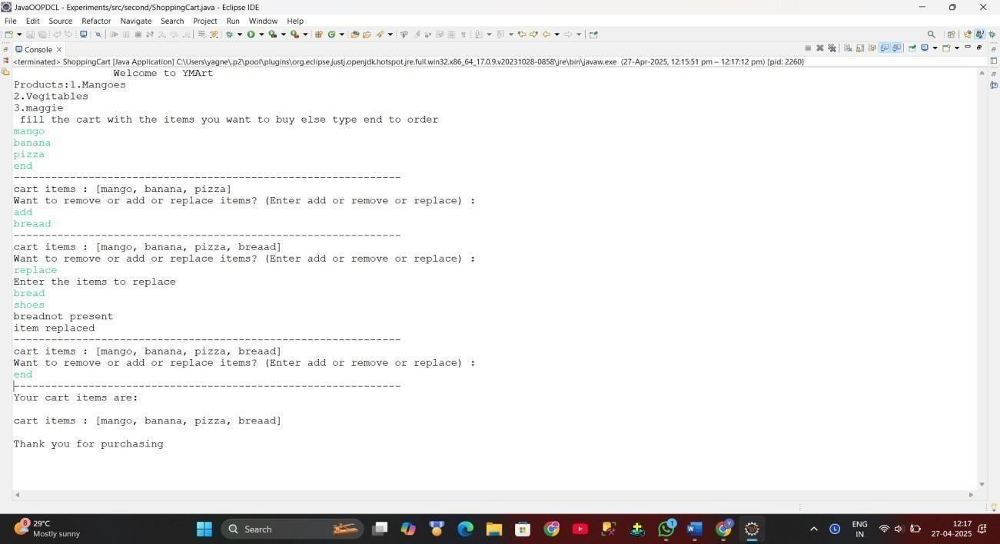 JavaOOPDCL - Experiments/src/second/ShoppingCart.java - Eclipse IDE
File Edit Source Refactor Navigate Search Project Run Window Help
Console
<terminated> ShoppingCart [Java Application] C:\Users\yagne\.p2\pool\plugins\org.eclipse.justj.openjdk.hotspot.jre.full.win32.x86_64_17.0.9.v20231028-0858\jre\bin\javaw.exe (27-Apr-2025, 12:15:51 pm – 12:17:12 pm) [pid: 2260]
Welcome to YMArt
Products:1.Mangoes
2.Vegitables
3.maggie
fill the cart with the items you want to buy else type end to order
mango
banana
pizza
end
--------------------------------------------------------------
cart items : [mango, banana, pizza]
Want to remove or add or replace items? (Enter add or remove or replace) :
add
breaad
--------------------------------------------------------------
cart items : [mango, banana, pizza, breaad]
Want to remove or add or replace items? (Enter add or remove or replace) :
replace
Enter the items to replace
bread
shoes
breadnot present
item replaced
--------------------------------------------------------------
cart items : [mango, banana, pizza, breaad]
Want to remove or add or replace items? (Enter add or remove or replace) :
end
--------------------------------------------------------------
Your cart items are:
cart items : [mango, banana, pizza, breaad]
Thank you for purchasing
8
29°C
Mostly sunny
Search
1
ENG
IN
12:17
27-04-2025